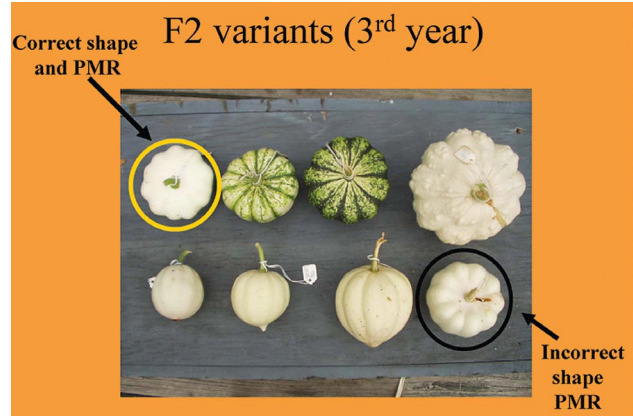 F2 variants (3rd year)
Correct shape
and PMR
Incorrect
shape
PMR